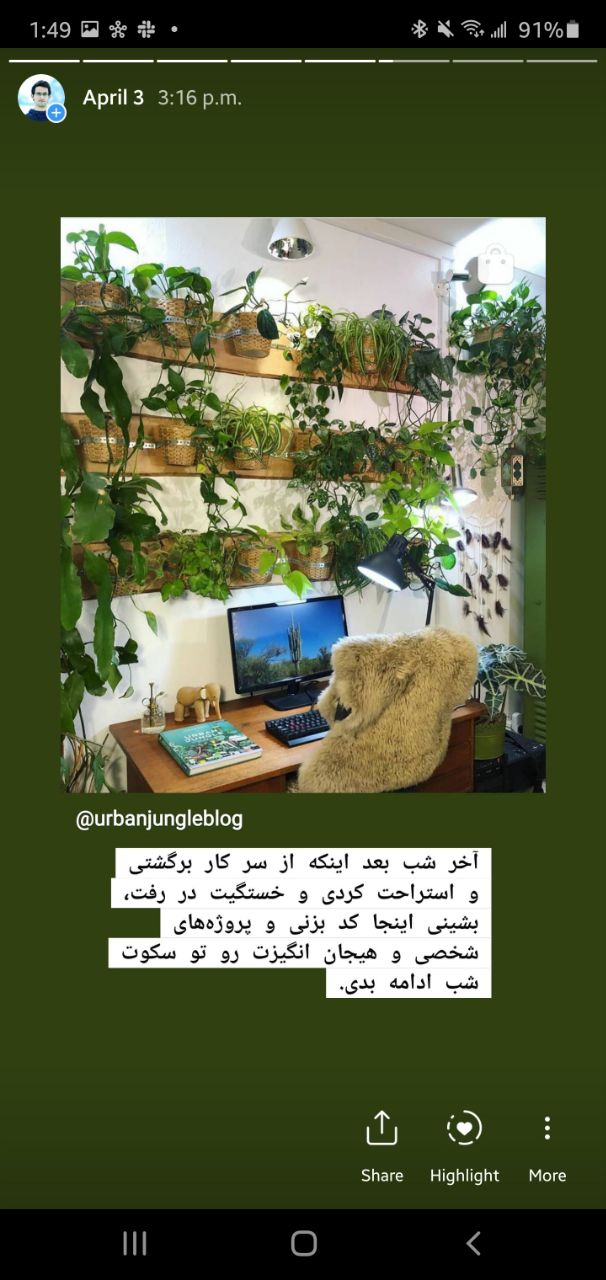 1:49
91%
April 3 3:16 p.m.
URBAN JUNGLE
@urbanjungleblog
آخر شب بعد اینکه از سر کار برگشتی
و استراحت کردی و خستگیت در رفت،
بشینی اینجا کد بزنی و پروژه‌های
شخصی و هیجان انگیزت رو تو سکوت
شب ادامه بدی.
Share Highlight More